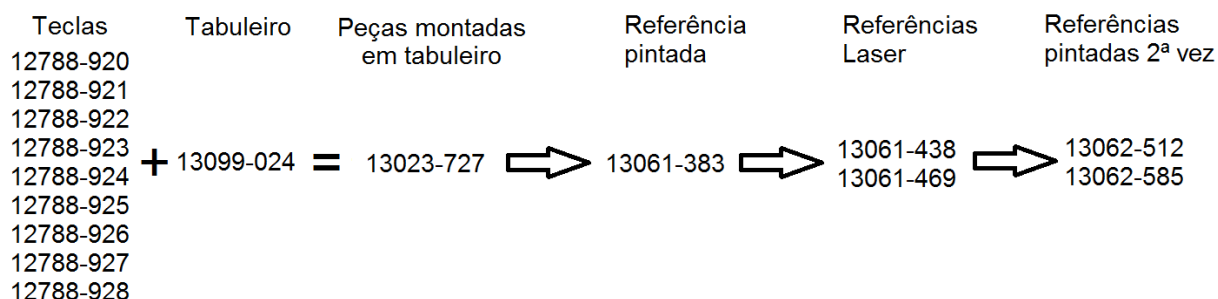 Teclas
12788-920
12788-921
12788-922
12788-923
12788-924
12788-925
12788-926
12788-927
12788-928
+
Tabuleiro
13099-024
=
Peças montadas
em tabuleiro
13023-727
Referência
pintada
13061-383
Referências
Laser
13061-438
13061-469
Referências
pintadas 2ª vez
13062-512
13062-585